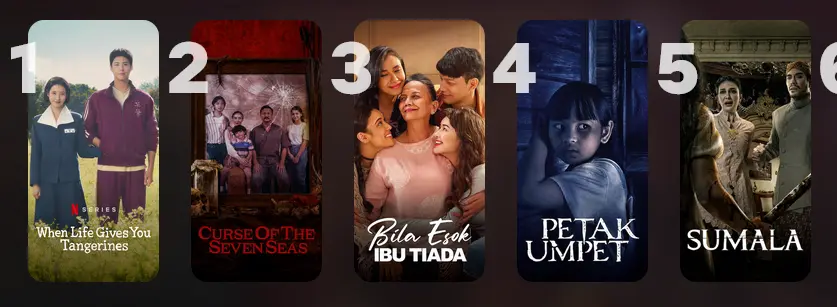 1
2
3
4
5
6
N SERIES
When Life Gives You
Tangerines
CURSE OF THE
SEVEN SEAS
Bila Esok
IBU TIADA
PETAK
UMPET
SUMALA